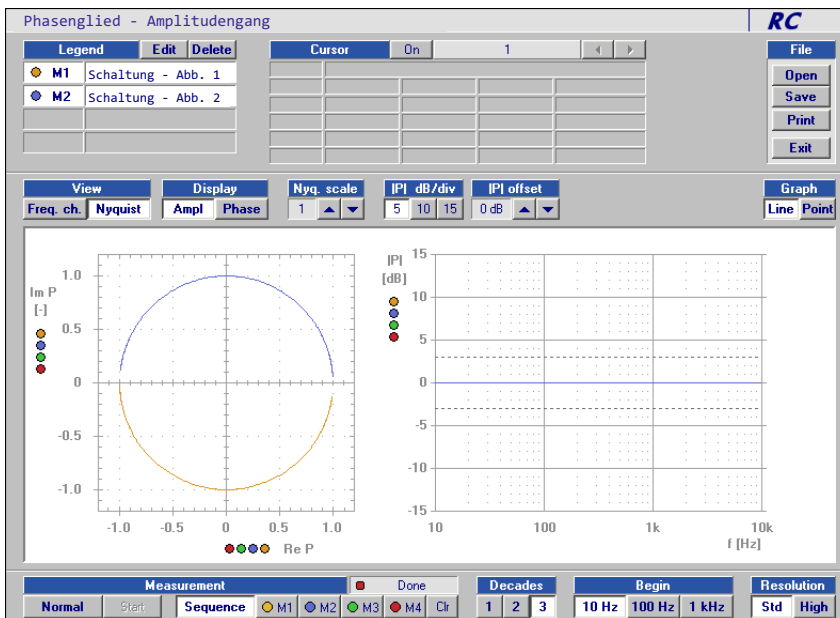 Phasenglied - Amplitudengang RC
Legend Edit Delete Cursor On 1 File
M1 Schaltung - Abb. 1 Open
M2 Schaltung - Abb. 2 Save
Print
Exit
View Display Nyq. scale |P| dB/div |P| offset Graph
Freq. ch. Nyquist Ampl Phase 1 5 10 15 0 dB Line Point
Im P
[-]
1.0
0.5
0
-0.5
-1.0
-1.0 -0.5 0 0.5 1.0
Re P
|P|
[dB]
15
10
5
0
-5
-10
-15
10 100 1k 10k
f [Hz]
Measurement Done Decades Begin Resolution
Normal Start Sequence M1 M2 M3 M4 Clr 1 2 3 10 Hz 100 Hz 1 kHz Std High